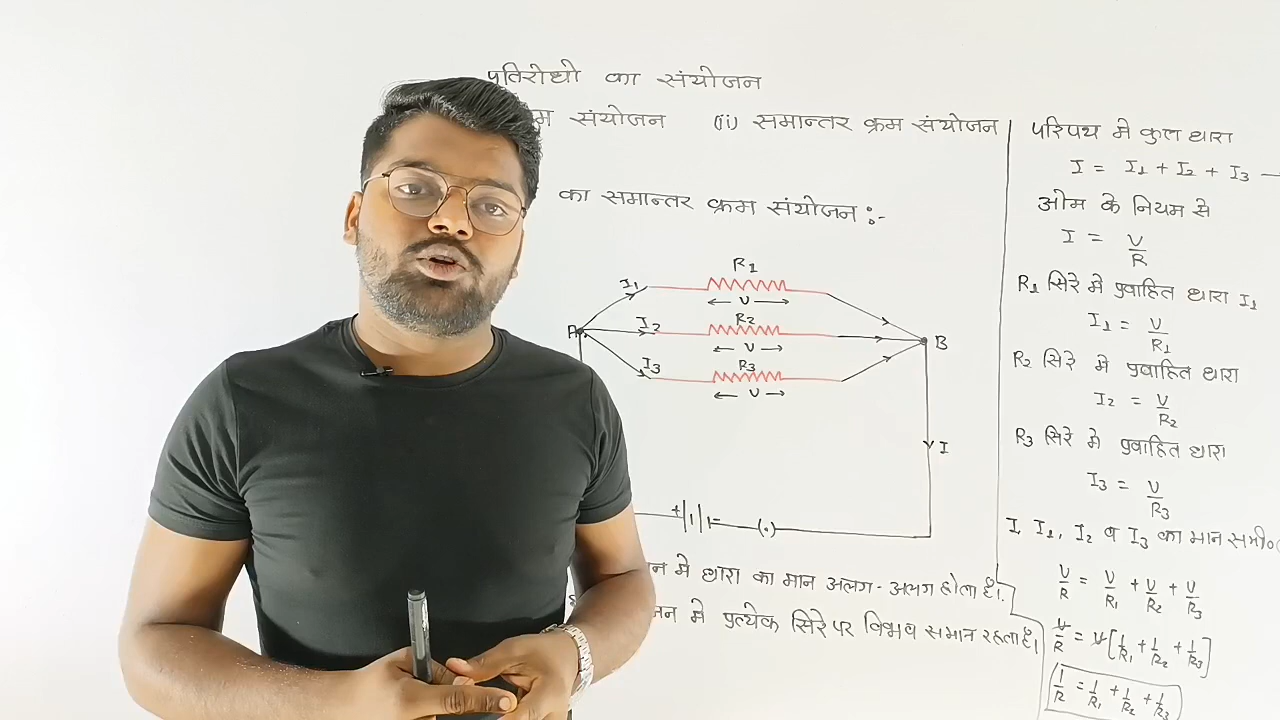 प्रतिरोधो का संयोजन
संयोजन (ii) समान्तर क्रम संयोजन
का समान्तर क्रम संयोजन :-
R1
I1
V
A
I2
R2
V
B
I3
R3
V
I
+ -
(.)
मे धारा का मान अलग-अलग होता है।
मे प्रत्येक सिरे पर विभव समान रहता है।
परिपथ मे कुल धारा
I = I1 + I2 + I3 —
ओम के नियम से
I = V/R
R1 सिरे मे प्रवाहित धारा I1
I1 = V/R1
R2 सिरे मे प्रवाहित धारा
I2 = V/R2
R3 सिरे मे प्रवाहित धारा
I3 = V/R3
I, I1, I2 व I3 का मान समी०
V/R = V/R1 + V/R2 + V/R3
V/R = V[1/R1 + 1/R2 + 1/R3]
1/R = 1/R1 + 1/R2 + 1/R3